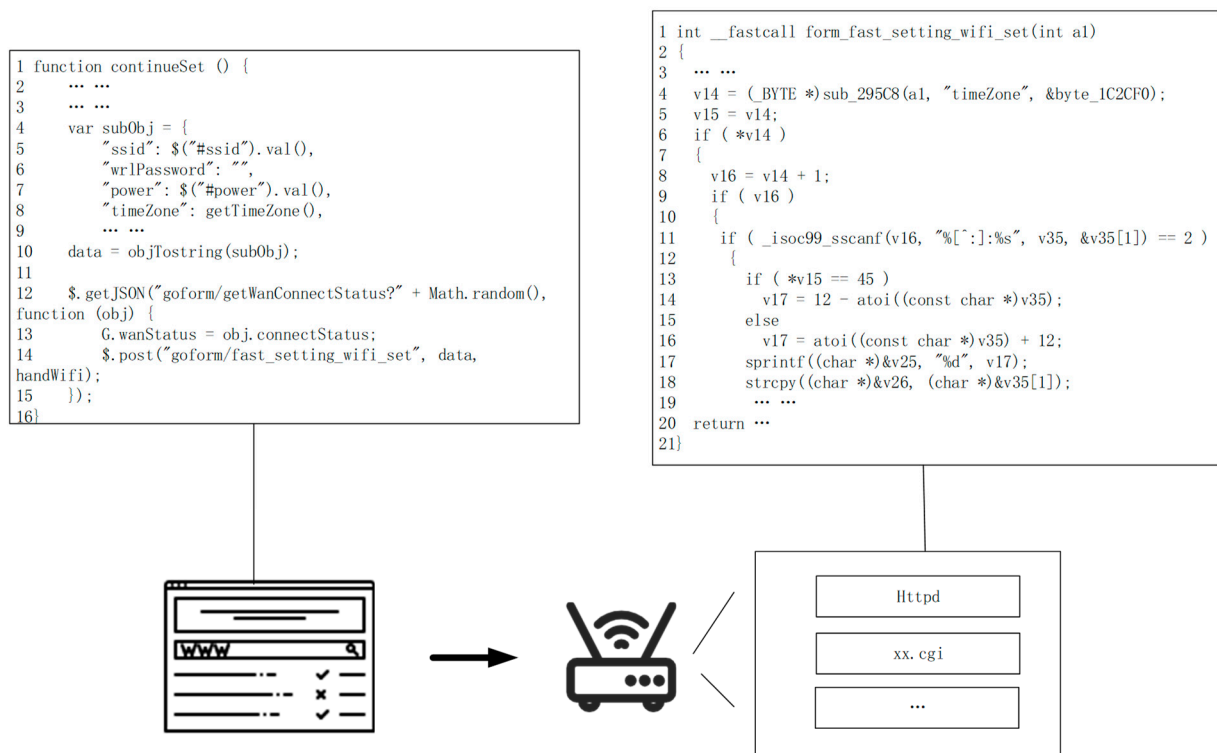 1 function continueSet () {
2 … …
3 … …
4 var subObj = {
5 "ssid": $("#ssid").val(),
6 "wrlPassword": "",
7 "power": $("#power").val(),
8 "timeZone": getTimeZone(),
9 … …
10 data = objTostring(subObj);
11
12 $.getJSON("goform/getWanConnectStatus?" + Math.random(),
function (obj) {
13 G.wanStatus = obj.connectStatus;
14 $.post("goform/fast_setting_wifi_set", data,
handWifi);
15 });
16}
1 int __fastcall form_fast_setting_wifi_set(int a1)
2 {
3 … …
4 v14 = (_BYTE *)sub_295C8(a1, "timeZone", &byte_1C2CF0);
5 v15 = v14;
6 if ( *v14 )
7 {
8 v16 = v14 + 1;
9 if ( v16 )
10 {
11 if ( _isoc99_sscanf(v16, "%[^:]:%s", v35, &v35[1]) == 2 )
12 {
13 if ( *v15 == 45 )
14 v17 = 12 - atoi((const char *)v35);
15 else
16 v17 = atoi((const char *)v35) + 12;
17 sprintf((char *)&v25, "%d", v17);
18 strcpy((char *)&v26, (char *)&v35[1]);
19 … …
20 return …
21}
WWW
Httpd
xx.cgi
…